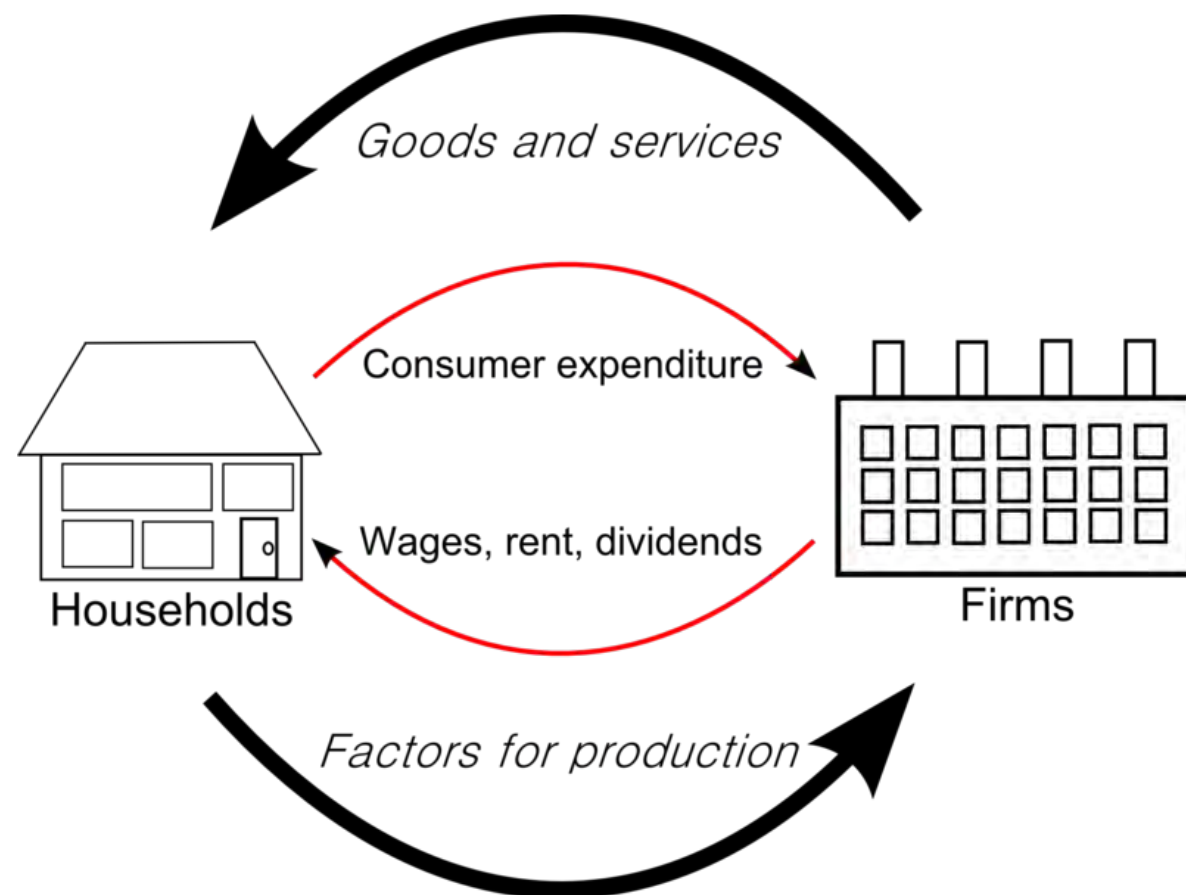 Goods and services
Consumer expenditure
Wages, rent, dividends
Households
Firms
Factors for production